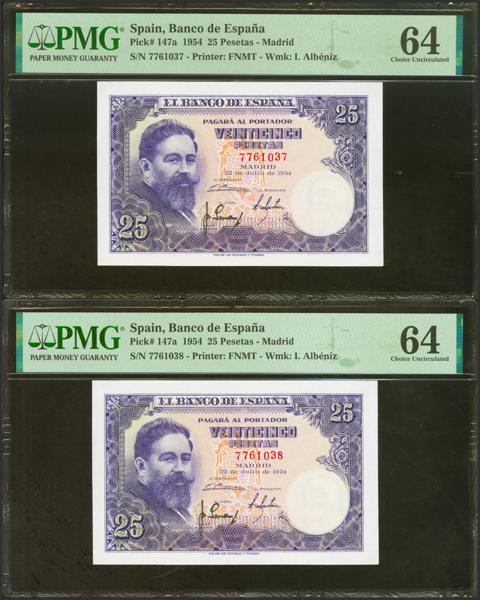 PMG
PAPER MONEY GUARANTY
Spain, Banco de España
Pick# 147a 1954 25 Pesetas - Madrid
S/N 7761037 - Printer: FNMT - Wmk: I. Albéniz
64
Choice Uncirculated
EL BANCO DE ESPAÑA
PAGARÁ AL PORTADOR
25
VEINTICINCO
PESETAS
7761037
MADRID
22 de Julio de 1954
25
PMG
PAPER MONEY GUARANTY
Spain, Banco de España
Pick# 147a 1954 25 Pesetas - Madrid
S/N 7761038 - Printer: FNMT - Wmk: I. Albéniz
64
Choice Uncirculated
EL BANCO DE ESPAÑA
PAGARÁ AL PORTADOR
25
VEINTICINCO
PESETAS
7761038
MADRID
22 de Julio de 1954
25